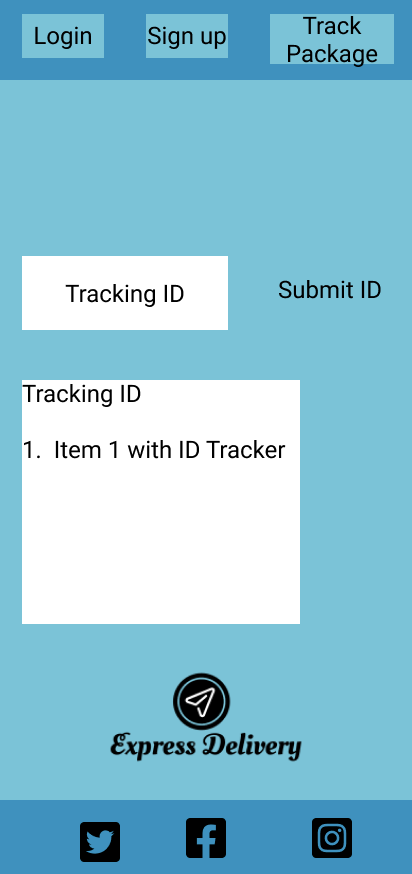 Login
Sign up
Track
Package
Tracking ID
Submit ID
Tracking ID
1. Item 1 with ID Tracker
Express Delivery